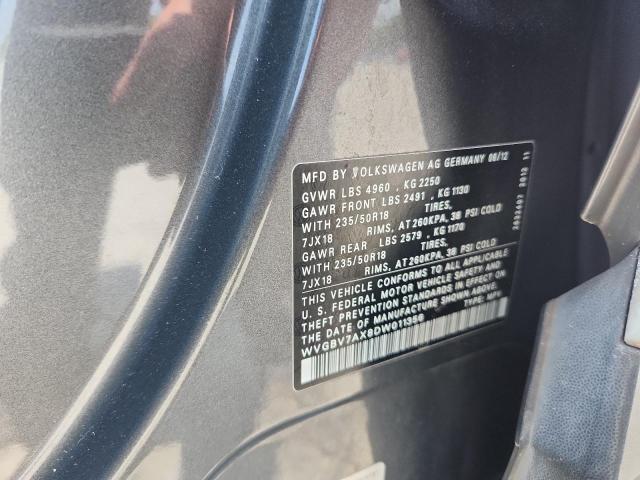 MFD BY VOLKSWAGEN AG GERMANY 06/12
GVWR LBS 4960 , KG 2250
GAWR FRONT LBS 2491 , KG 1130
WITH 235/50R18 TIRES,
7JX18 RIMS, AT 260KPA, 38 PSI COLD
GAWR REAR LBS 2579 , KG 1170
WITH 235/50R18 TIRES,
7JX18 RIMS, AT 260KPA, 38 PSI COLD
THIS VEHICLE CONFORMS TO ALL APPLICABLE
U. S. FEDERAL MOTOR VEHICLE SAFETY AND
THEFT PREVENTION STANDARDS IN EFFECT ON
THE DATE OF MANUFACTURE SHOWN ABOVE.
WVGBV7AX8DW011356 TYPE: MPV
2012 11